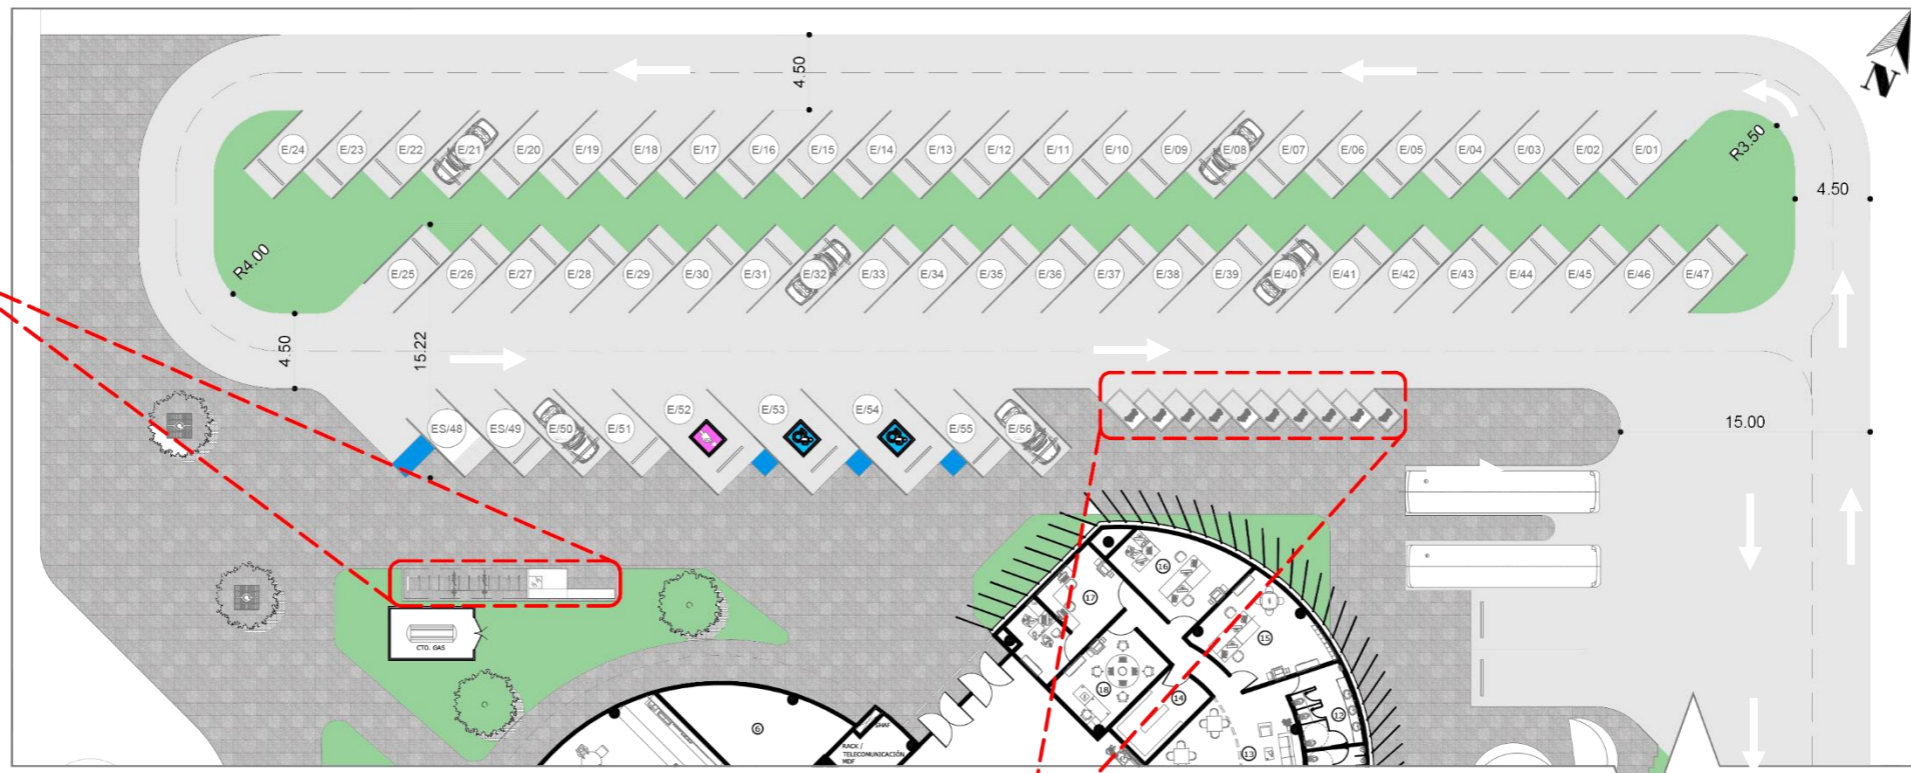 4.50
N
E/24 E/23 E/22 E/21 E/20 E/19 E/18 E/17 E/16 E/15 E/14 E/13 E/12 E/11 E/10 E/09 E/08 E/07 E/06 E/05 E/04 E/03 E/02 E/01
R3.50
4.50
R4.00
E/25 E/26 E/27 E/28 E/29 E/30 E/31 E/32 E/33 E/34 E/35 E/36 E/37 E/38 E/39 E/40 E/41 E/42 E/43 E/44 E/45 E/46 E/47
4.50
15.22
ES/48 ES/49 E/50 E/51 E/52 E/53 E/54 E/55 E/56
15.00
16
17
15
CTO. GAS
18
14
12
6
13
RACK /
TELECOMUNICACIÓN
MDF